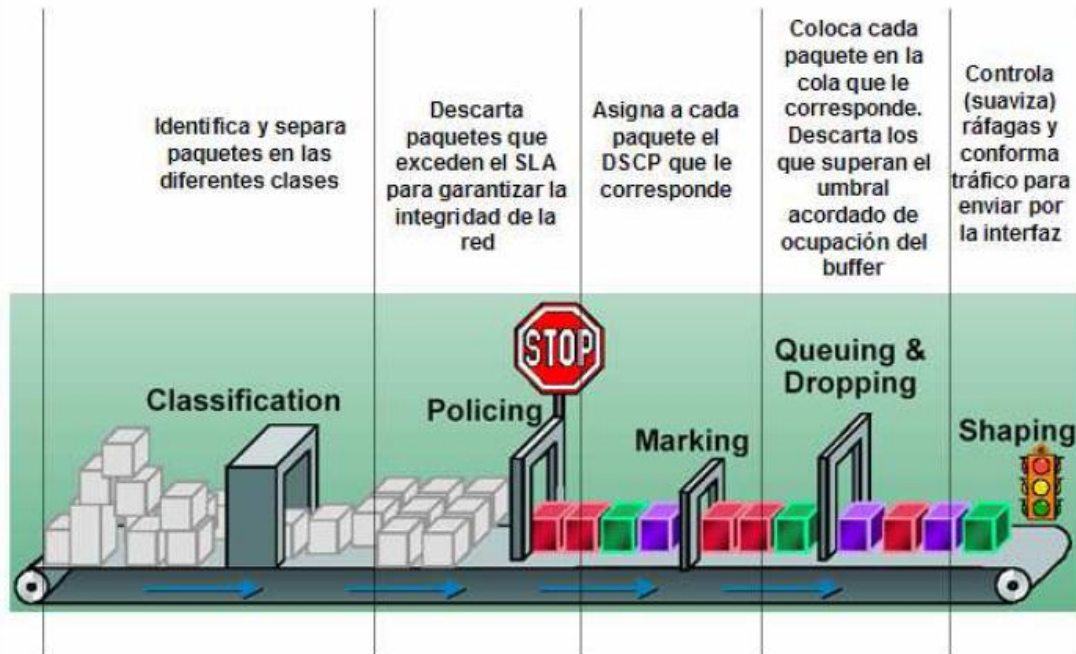 Identifica y separa
paquetes en las
diferentes clases
Descarta
paquetes que
exceden el SLA
para garantizar la
integridad de la
red
Asigna a cada
paquete el
DSCP que le
corresponde
Coloca cada
paquete en la
cola que le
corresponde.
Descarta los
que superan el
umbral
acordado de
ocupación del
buffer
Controla
(suaviza)
ráfagas y
conforma
tráfico para
enviar por
la interfaz
Classification
Policing
STOP
Marking
Queuing &
Dropping
Shaping